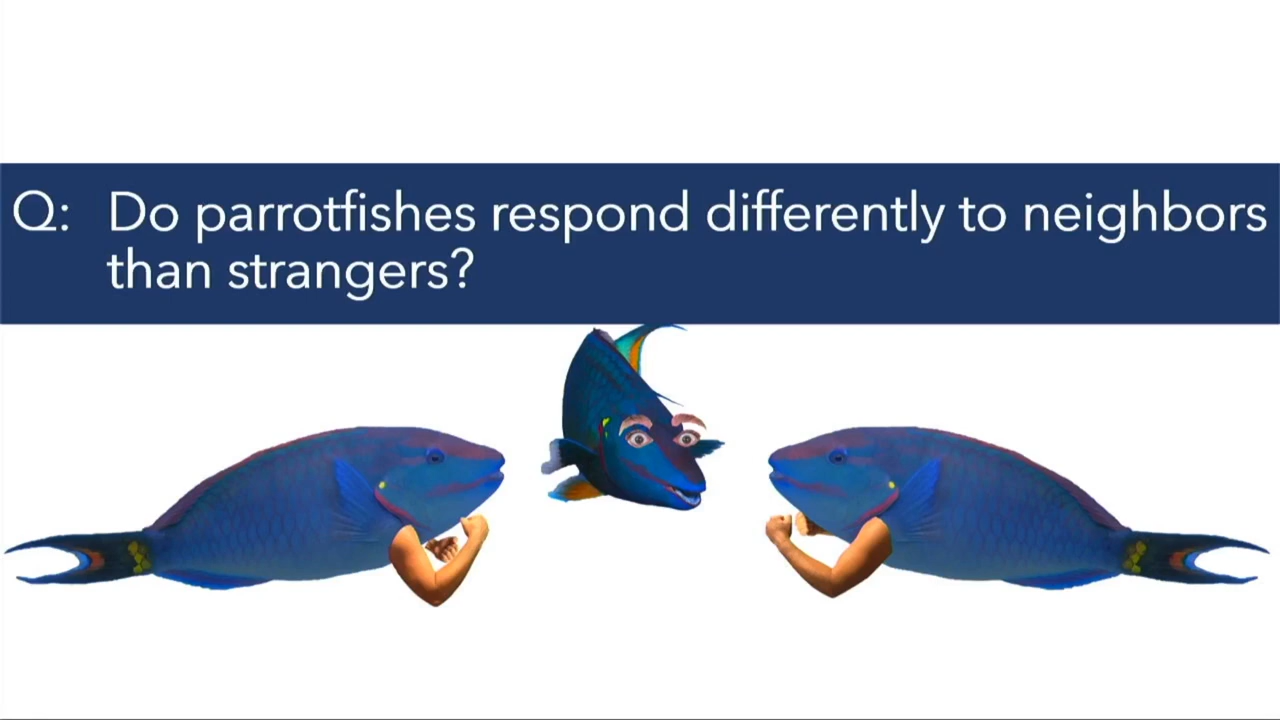 Q: Do parrotfishes respond differently to neighbors
than strangers?